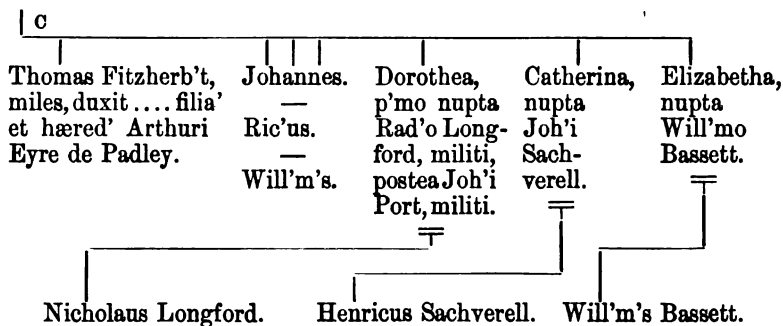 C
Thomas Fitzherb't,
miles, duxit .... filia'
et hæred' Arthuri
Eyre de Padley.
Johannes.
—
Ric'us.
—
Will'm's.
Dorothea,
p'mo nupta
Rad'o Long-
ford, militi,
postea Joh'i
Port, militi.
Catherina,
nupta
Joh'i
Sach-
verell.
Elizabetha,
nupta
Will'mo
Bassett.
Nicholaus Longford.
Henricus Sachverell.
Will'm's Bassett.